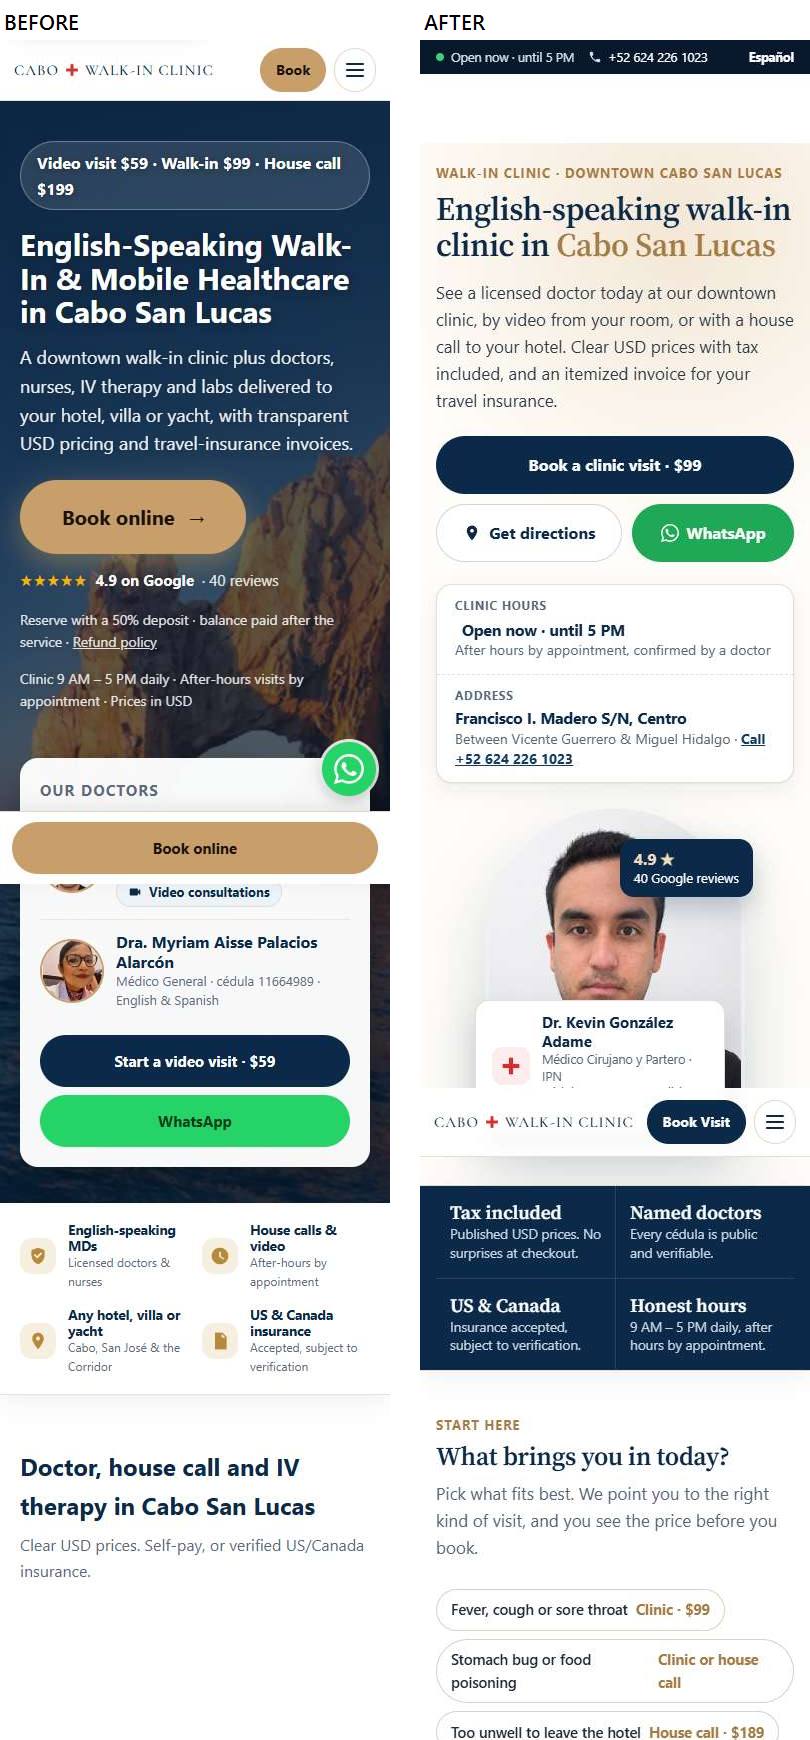 BEFORE
CABO WALK-IN CLINIC
Book
Video visit $59 · Walk-in $99 · House call
$199
English-Speaking Walk-
In & Mobile Healthcare
in Cabo San Lucas
A downtown walk-in clinic plus doctors,
nurses, IV therapy and labs delivered to
your hotel, villa or yacht, with transparent
USD pricing and travel-insurance invoices.
Book online →
★★★★★ 4.9 on Google · 40 reviews
Reserve with a 50% deposit · balance paid after the
service · Refund policy
Clinic 9 AM – 5 PM daily · After-hours visits by
appointment · Prices in USD
OUR DOCTORS
Book online
Video consultations
Dra. Myriam Aisse Palacios
Alarcón
Médico General · cédula 11664989 ·
English & Spanish
Start a video visit · $59
WhatsApp
English-speaking
MDs
Licensed doctors &
nurses
House calls &
video
After-hours by
appointment
Any hotel, villa or
yacht
Cabo, San José & the
Corridor
US & Canada
insurance
Accepted, subject to
verification
Doctor, house call and IV
therapy in Cabo San Lucas
Clear USD prices. Self-pay, or verified US/Canada
insurance.
AFTER
Open now · until 5 PM +52 624 226 1023 Español
WALK-IN CLINIC · DOWNTOWN CABO SAN LUCAS
English-speaking walk-in
clinic in Cabo San Lucas
See a licensed doctor today at our downtown
clinic, by video from your room, or with a house
call to your hotel. Clear USD prices with tax
included, and an itemized invoice for your
travel insurance.
Book a clinic visit · $99
Get directions
WhatsApp
CLINIC HOURS
Open now · until 5 PM
After hours by appointment, confirmed by a doctor
ADDRESS
Francisco I. Madero S/N, Centro
Between Vicente Guerrero & Miguel Hidalgo · Call
+52 624 226 1023
4.9 ★
40 Google reviews
Dr. Kevin González
Adame
Médico Cirujano y Partero ·
IPN
CABO WALK-IN CLINIC
Book Visit
Tax included
Published USD prices. No
surprises at checkout.
Named doctors
Every cédula is public
and verifiable.
US & Canada
Insurance accepted,
subject to verification.
Honest hours
9 AM – 5 PM daily, after
hours by appointment.
START HERE
What brings you in today?
Pick what fits best. We point you to the right
kind of visit, and you see the price before you
book.
Fever, cough or sore throat Clinic · $99
Stomach bug or food
poisoning
Clinic or house
call
Too unwell to leave the hotel House call · $189